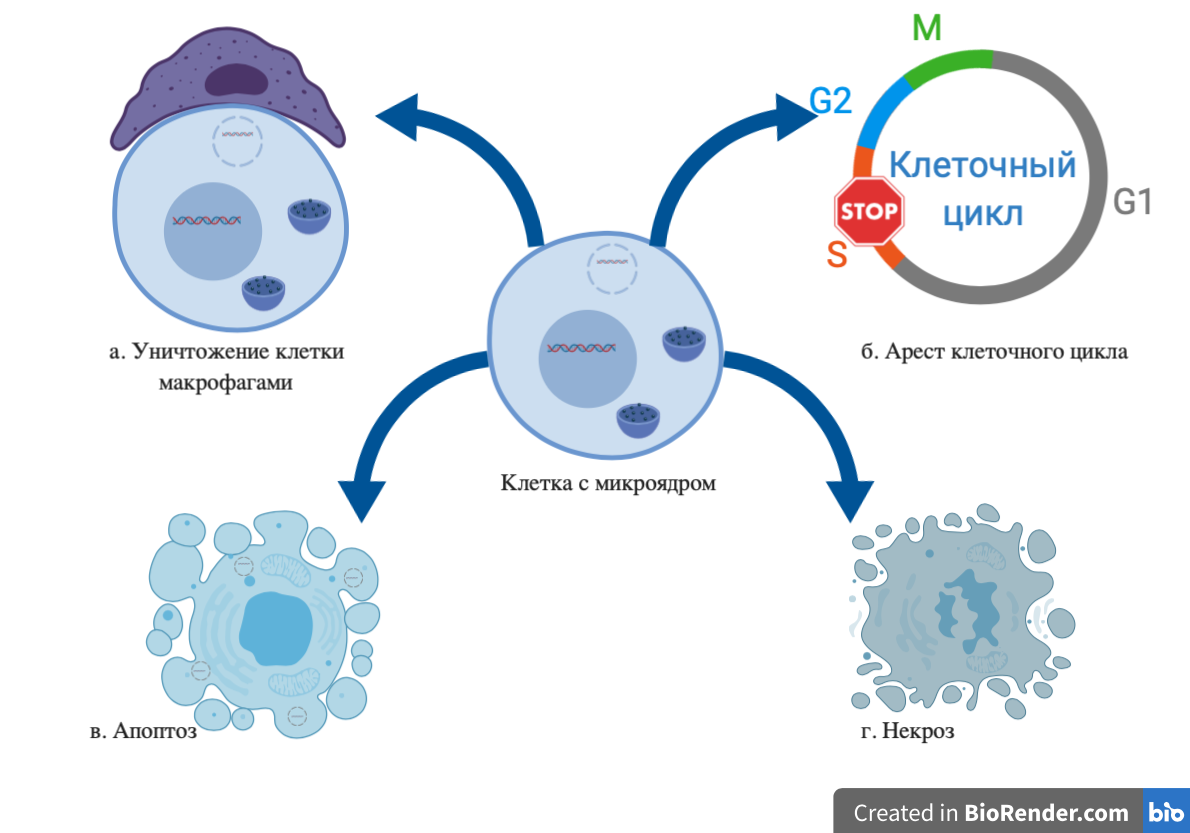 M
G2
Клеточный
цикл
G1
STOP
S
а. Уничтожение клетки
макрофагами
б. Арест клеточного цикла
Клетка с микроядром
в. Апоптоз
г. Некроз
Created in BioRender.com bio